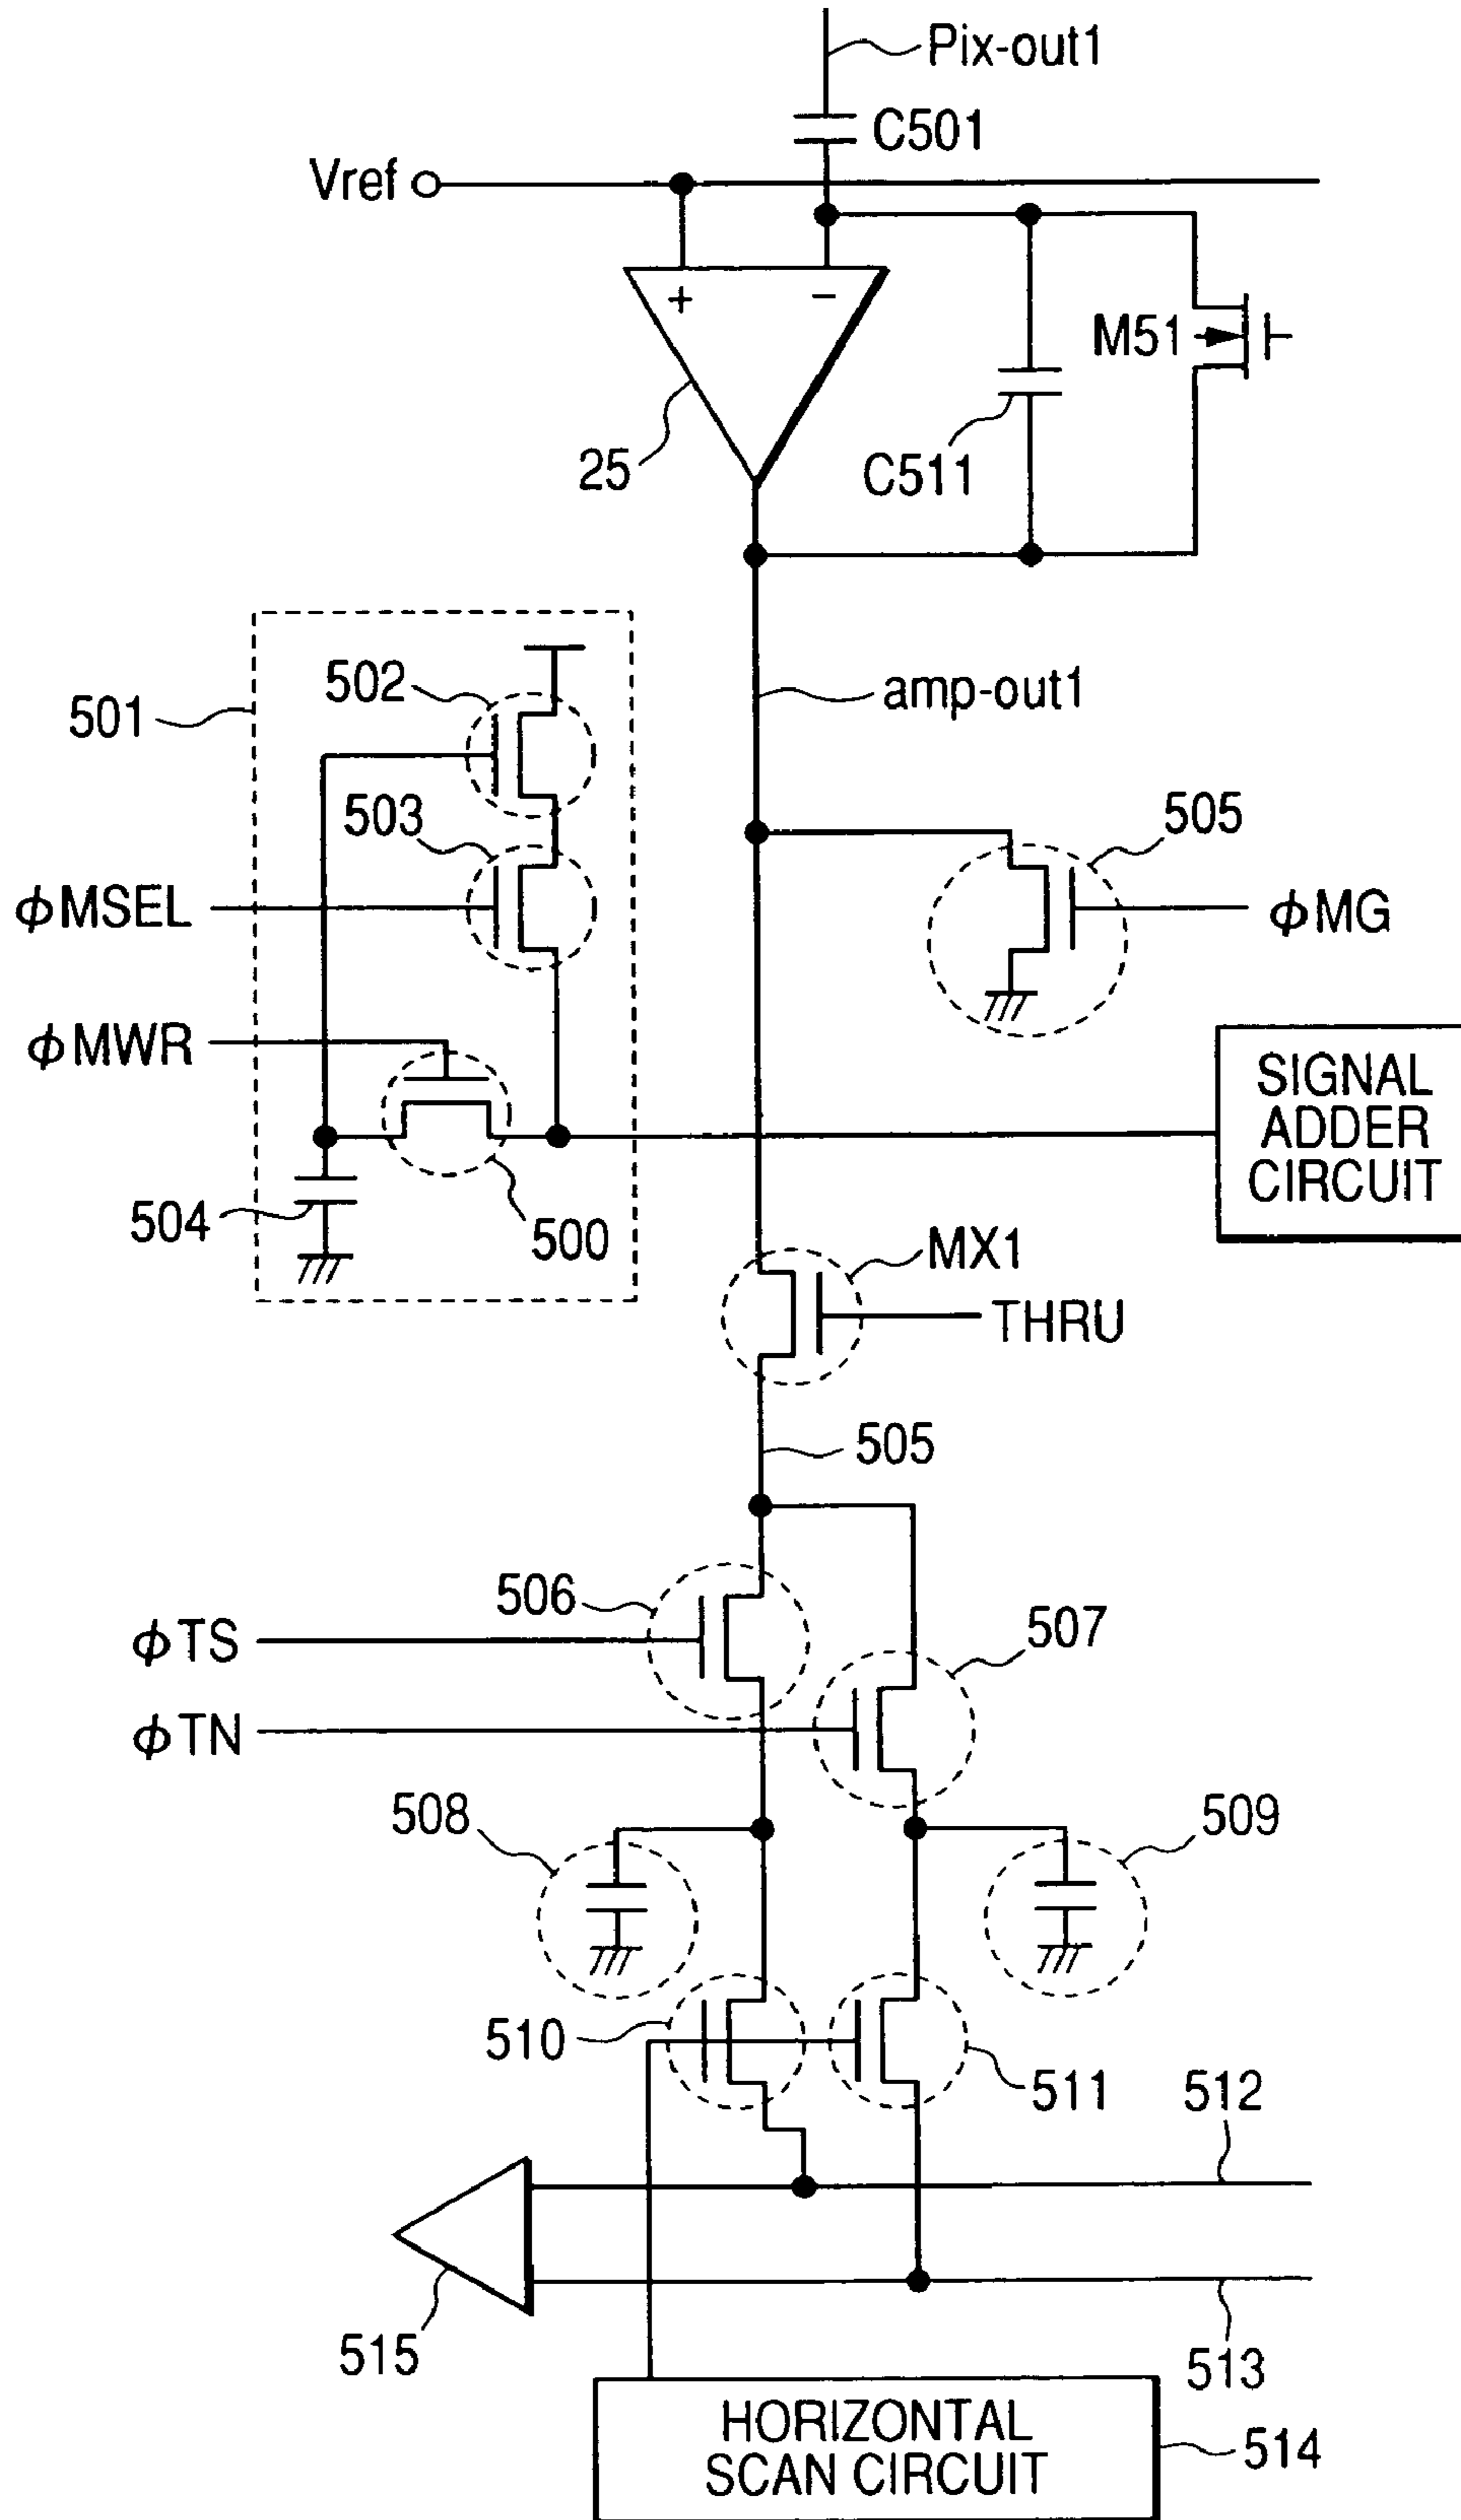 Pix-out1
C501
Vref
+
−
M51
25
C511
502
501
amp-out1
503
505
ϕMSEL
ϕMG
ϕMWR
SIGNAL
ADDER
CIRCUIT
504
500
MX1
THRU
505
506
507
ϕTS
ϕTN
508
509
510
511
512
515
513
HORIZONTAL
SCAN CIRCUIT
514